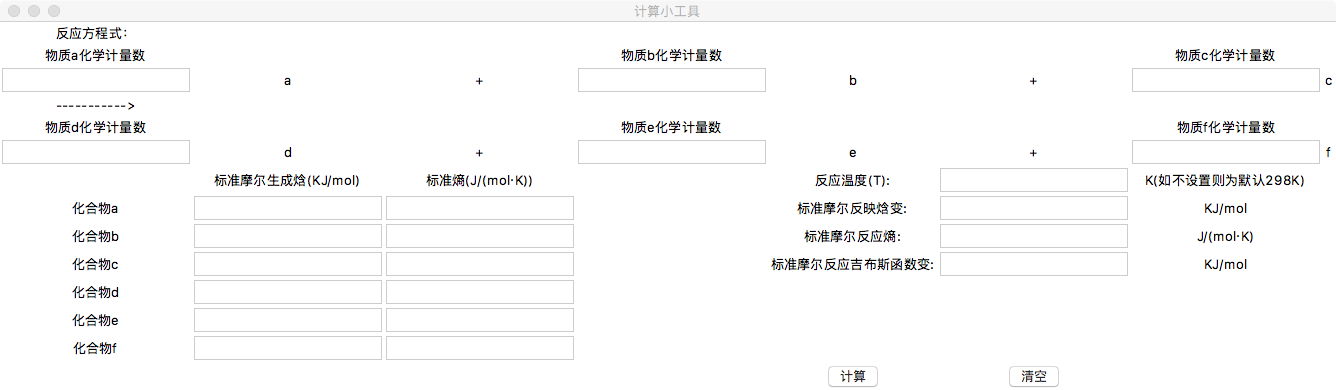 计算小工具
反应方程式:
物质a化学计量数 物质b化学计量数 物质c化学计量数
a + b + c
----------->
物质d化学计量数 物质e化学计量数 物质f化学计量数
d + e + f
标准摩尔生成焓(KJ/mol) 标准熵(J/(mol·K)) 反应温度(T): K(如不设置则为默认298K)
化合物a 标准摩尔反映焓变: KJ/mol
化合物b 标准摩尔反应熵: J/(mol·K)
化合物c 标准摩尔反应吉布斯函数变: KJ/mol
化合物d
化合物e
化合物f
计算 清空